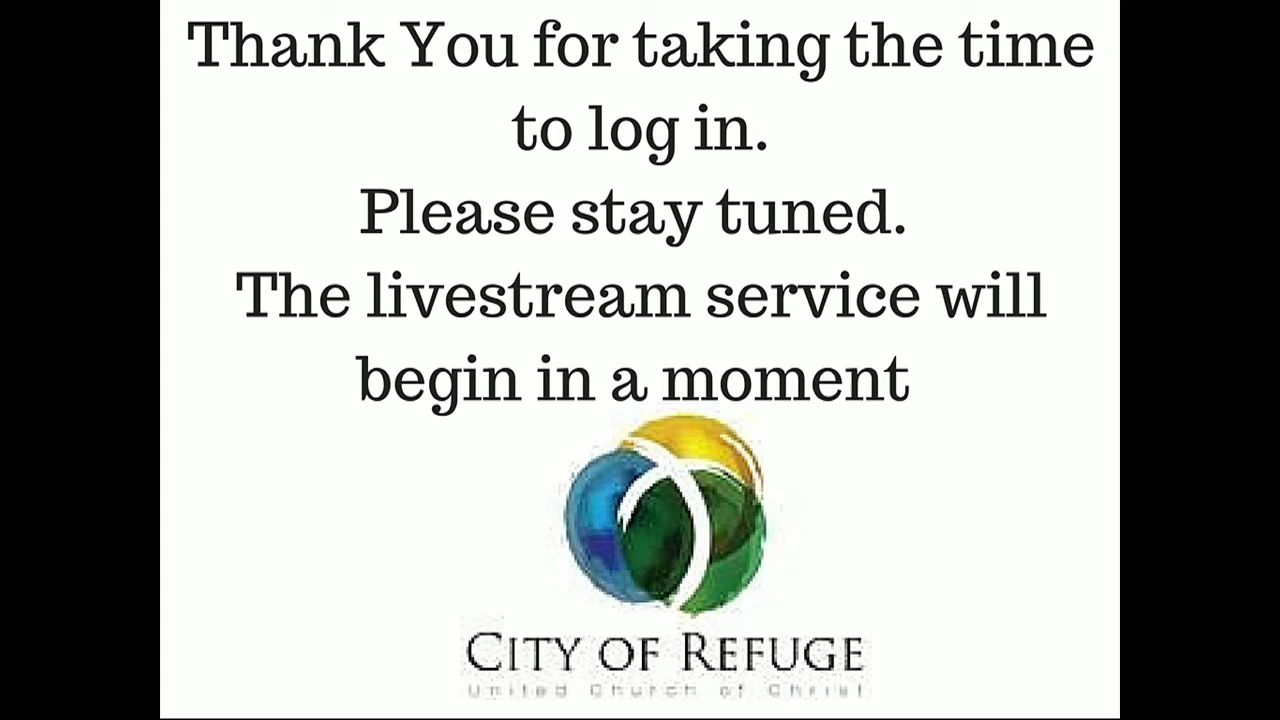 Thank You for taking the time
to log in.
Please stay tuned.
The livestream service will
begin in a moment
CITY OF REFUGE
United Church of Christ